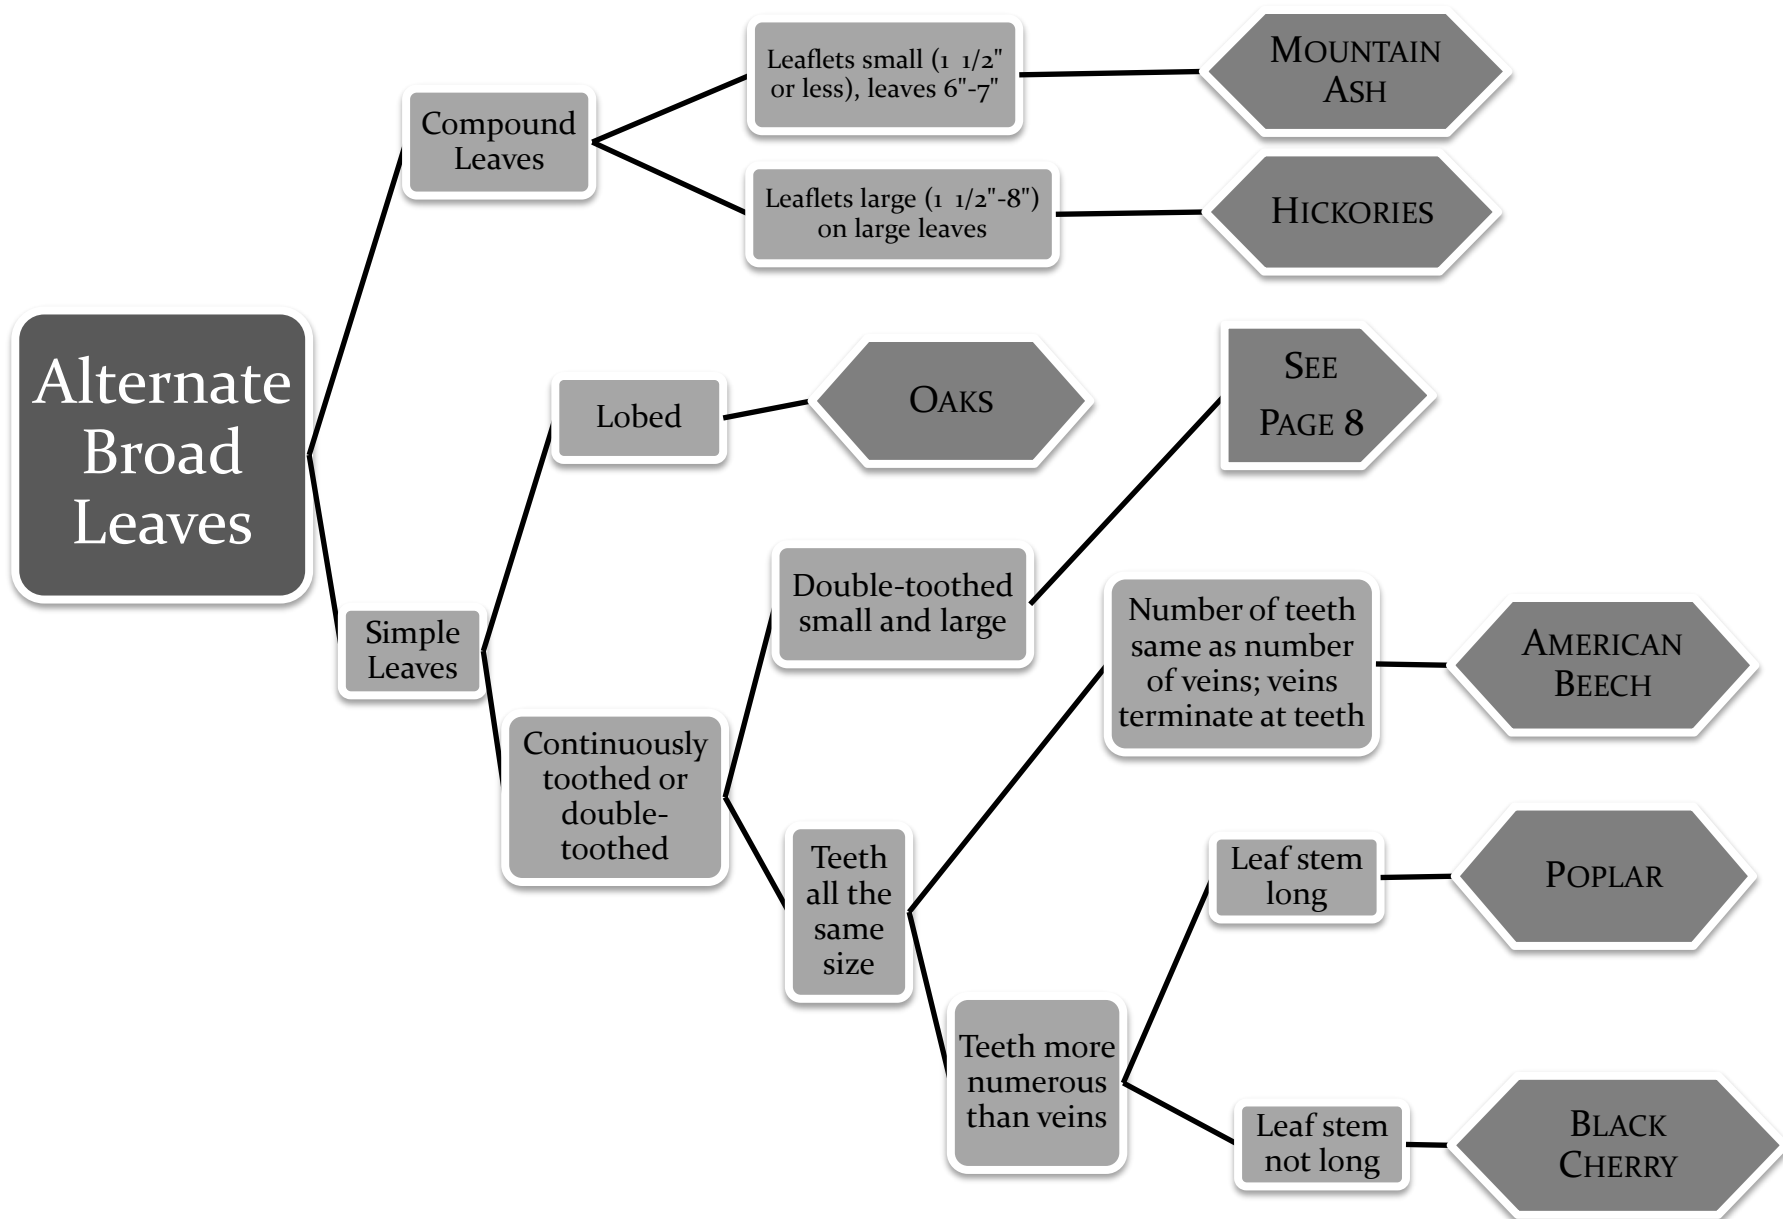 Alternate
Broad
Leaves
Compound
Leaves
Leaflets small (1 1/2"
or less), leaves 6"-7"
MOUNTAIN
ASH
Leaflets large (1 1/2"-8")
on large leaves
HICKORIES
Simple
Leaves
Lobed
OAKS
Continuously
toothed or
double-
toothed
Double-toothed
small and large
SEE
PAGE 8
Teeth
all the
same
size
Number of teeth
same as number
of veins; veins
terminate at teeth
AMERICAN
BEECH
Teeth more
numerous
than veins
Leaf stem
long
POPLAR
Leaf stem
not long
BLACK
CHERRY